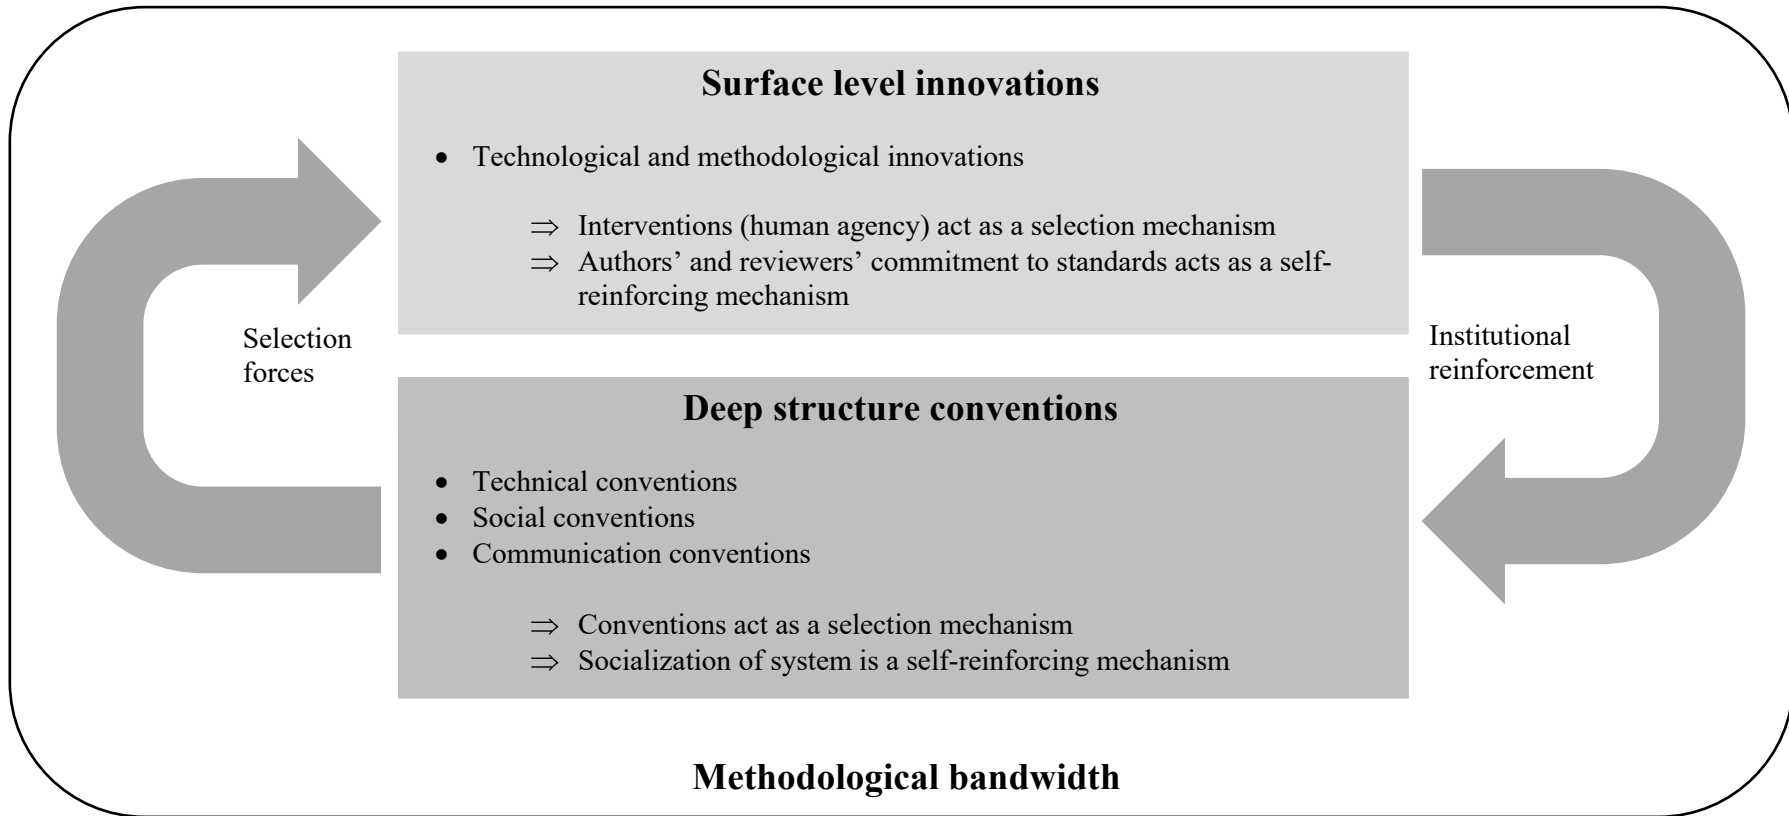 Surface level innovations
• Technological and methodological innovations
⇒ Interventions (human agency) act as a selection mechanism
⇒ Authors’ and reviewers’ commitment to standards acts as a self-
reinforcing mechanism
Selection
forces
Institutional
reinforcement
Deep structure conventions
• Technical conventions
• Social conventions
• Communication conventions
⇒ Conventions act as a selection mechanism
⇒ Socialization of system is a self-reinforcing mechanism
Methodological bandwidth